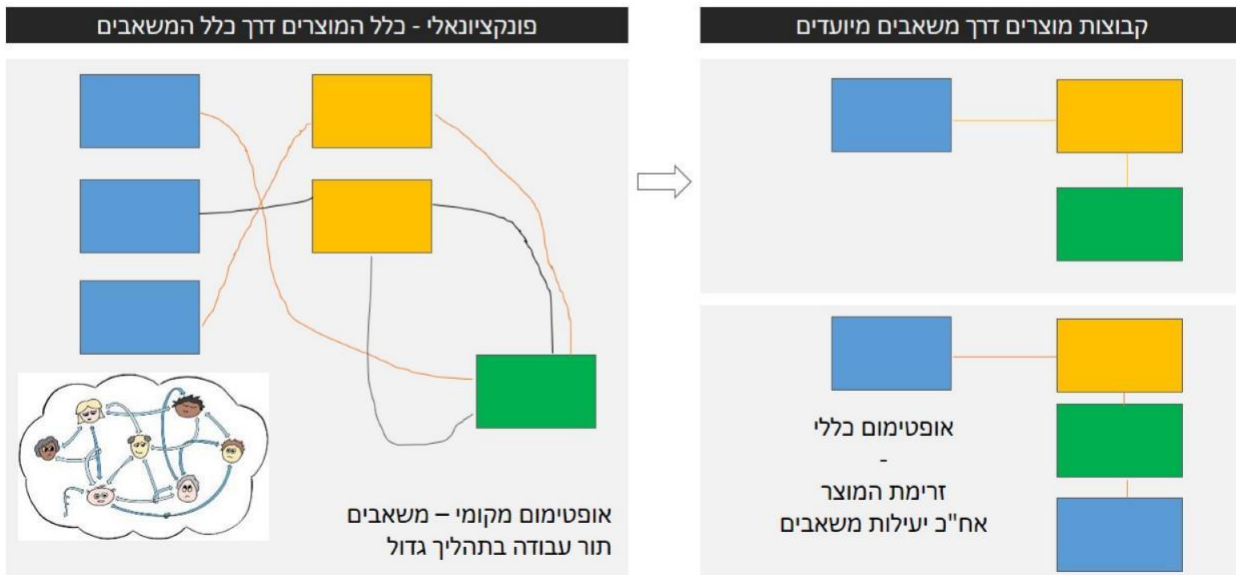 פונקציונאלי - כלל המוצרים דרך כלל המשאבים
קבוצות מוצרים דרך משאבים מיועדים
אופטימום מקומי – משאבים
תור עבודה בתהליך גדול
אופטימום כללי
-
זרימת המוצר
אח"כ יעילות משאבים